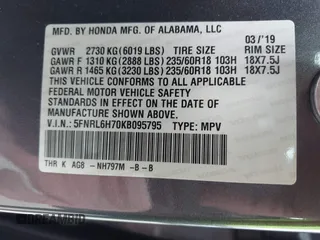 MFD. BY HONDA MFG. OF ALABAMA, LLC 03/'19
GVWR 2730 KG(6019 LBS) TIRE SIZE RIM SIZE
GAWR F 1310 KG(2888 LBS) 235/60R18 103H 18X7.5J
GAWR R 1465 KG(3230 LBS) 235/60R18 103H 18X7.5J
THIS VEHICLE CONFORMS TO ALL APPLICABLE
FEDERAL MOTOR VEHICLE SAFETY STANDARDS
IN EFFECT ON THE DATE OF MANUFACTURE
SHOWN ABOVE.
V.I.N.: 5FNRL6H70KB095795 TYPE: MPV
THR K AG8 -NH797M -B-B